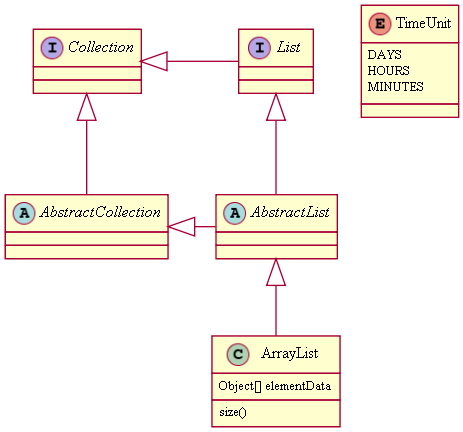 I Collection
I List
E TimeUnit
DAYS
HOURS
MINUTES
A AbstractCollection
A AbstractList
C ArrayList
Object[] elementData
size()